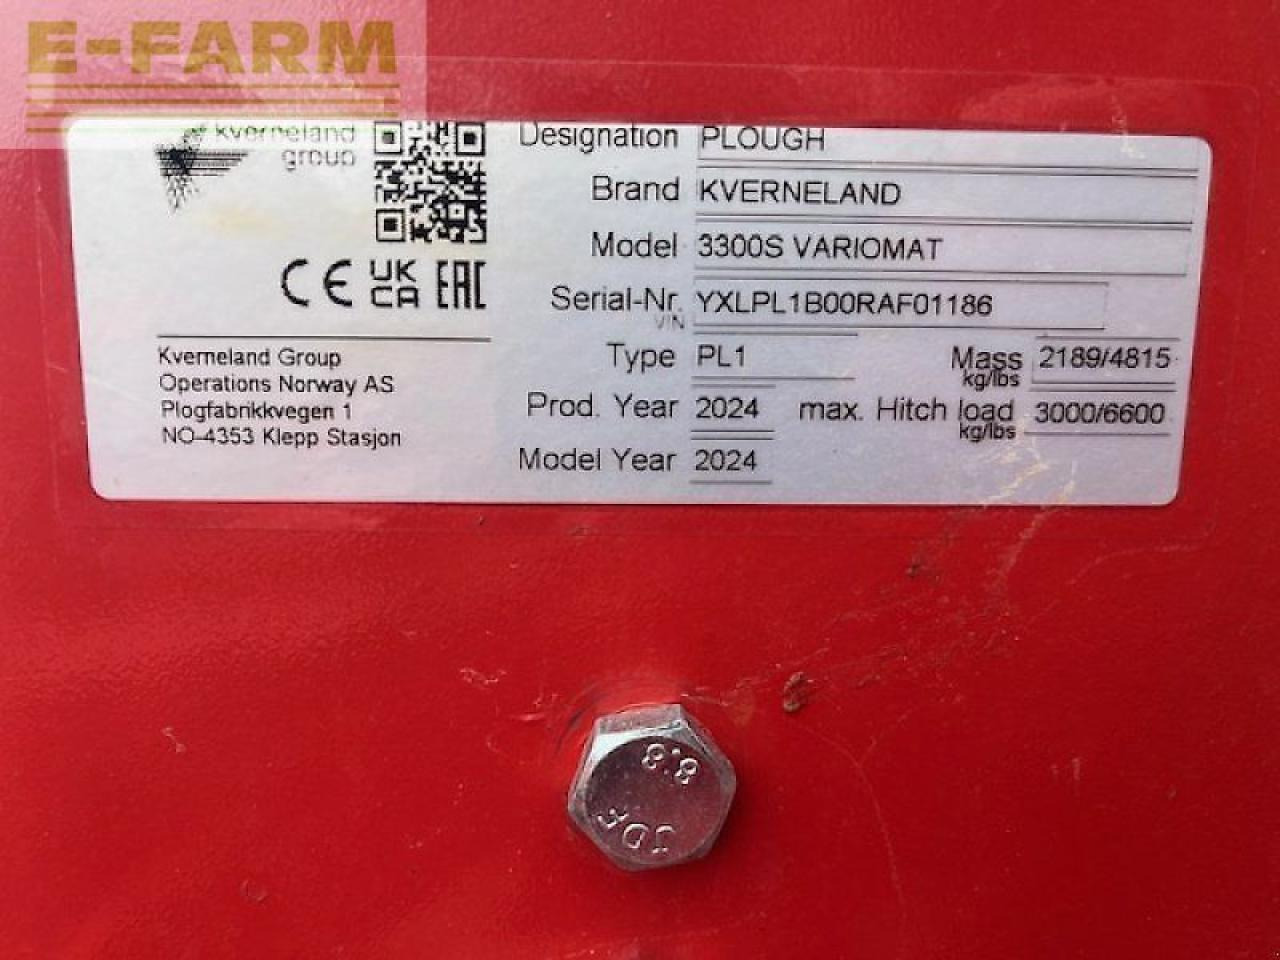 E-FARM
kverneland
group
CE UK CA EAC
Kverneland Group
Operations Norway AS
Plogfabrikkvegen 1
NO-4353 Klepp Stasjon
Designation PLOUGH
Brand KVERNELAND
Model 3300S VARIOMAT
Serial-Nr. YXLPL1B00RAF01186
VIN
Type PL1 Mass 2189/4815
kg/lbs
Prod. Year 2024 max. Hitch load 3000/6600
kg/lbs
Model Year 2024
8.8
JDF